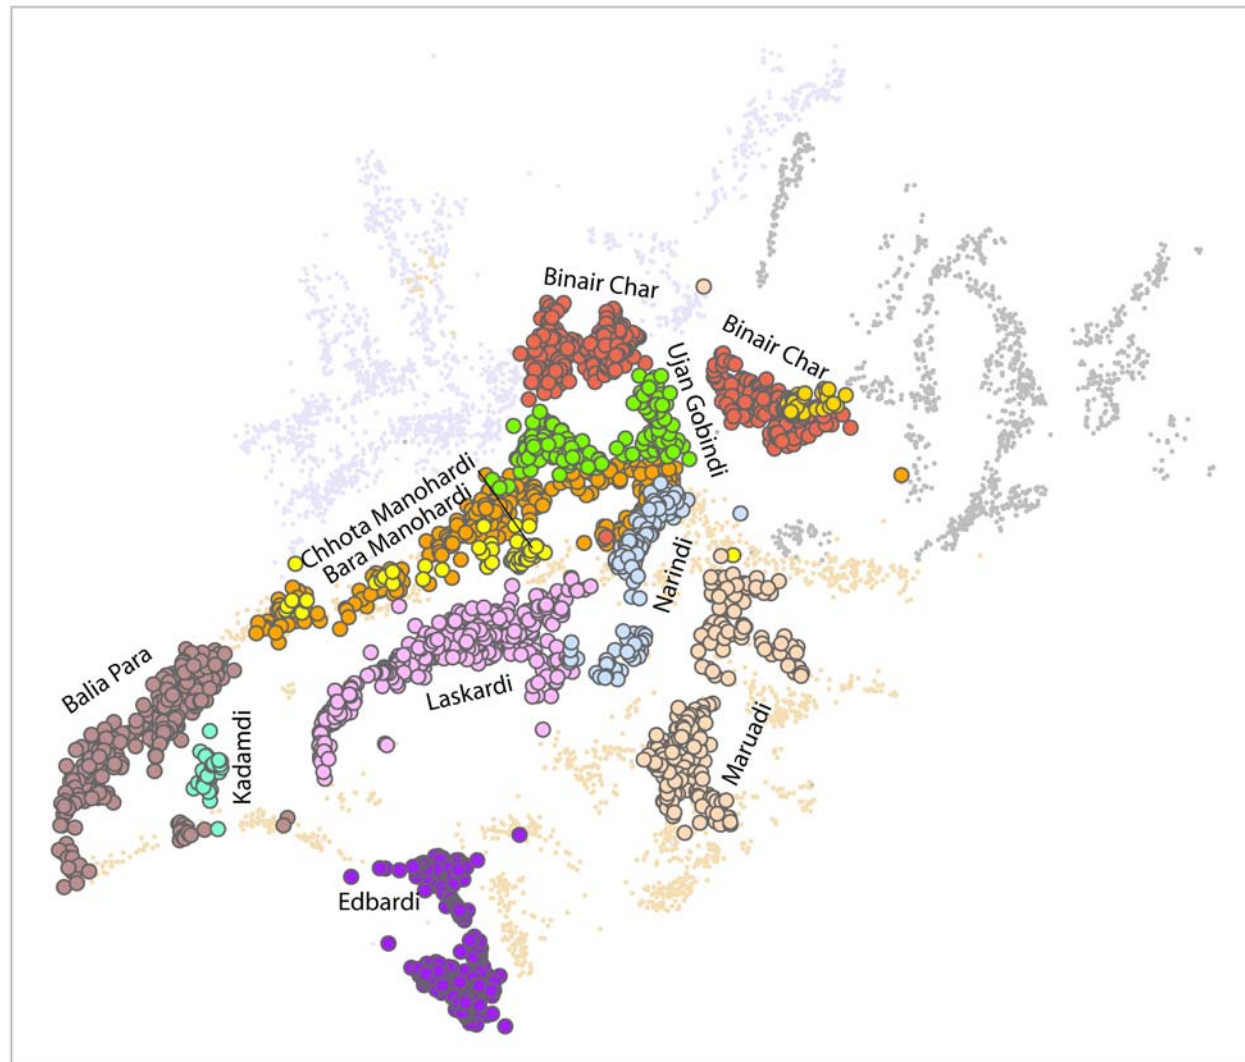 Binair Char
Binair Char
Ujan Gobindi
Chhota Manohardi
Bara Manohardi
Narindi
Balia Para
Laskardi
Kadamdi
Maruadi
Edbardi